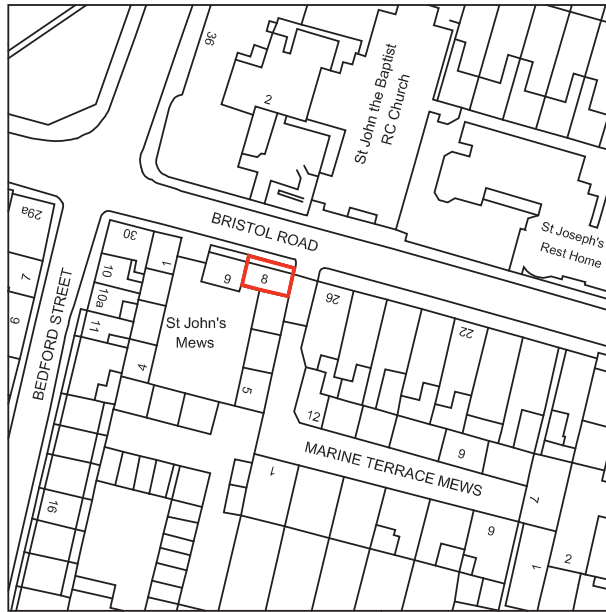 36
2
St John the Baptist
RC Church
St Joseph's
Rest Home
BRISTOL ROAD
29a
7
9
BEDFORD STREET
30
10
10a
11
16
1
4
5
9
8
St John's
Mews
26
22
12
9
MARINE TERRACE MEWS
7
1
6
1
2